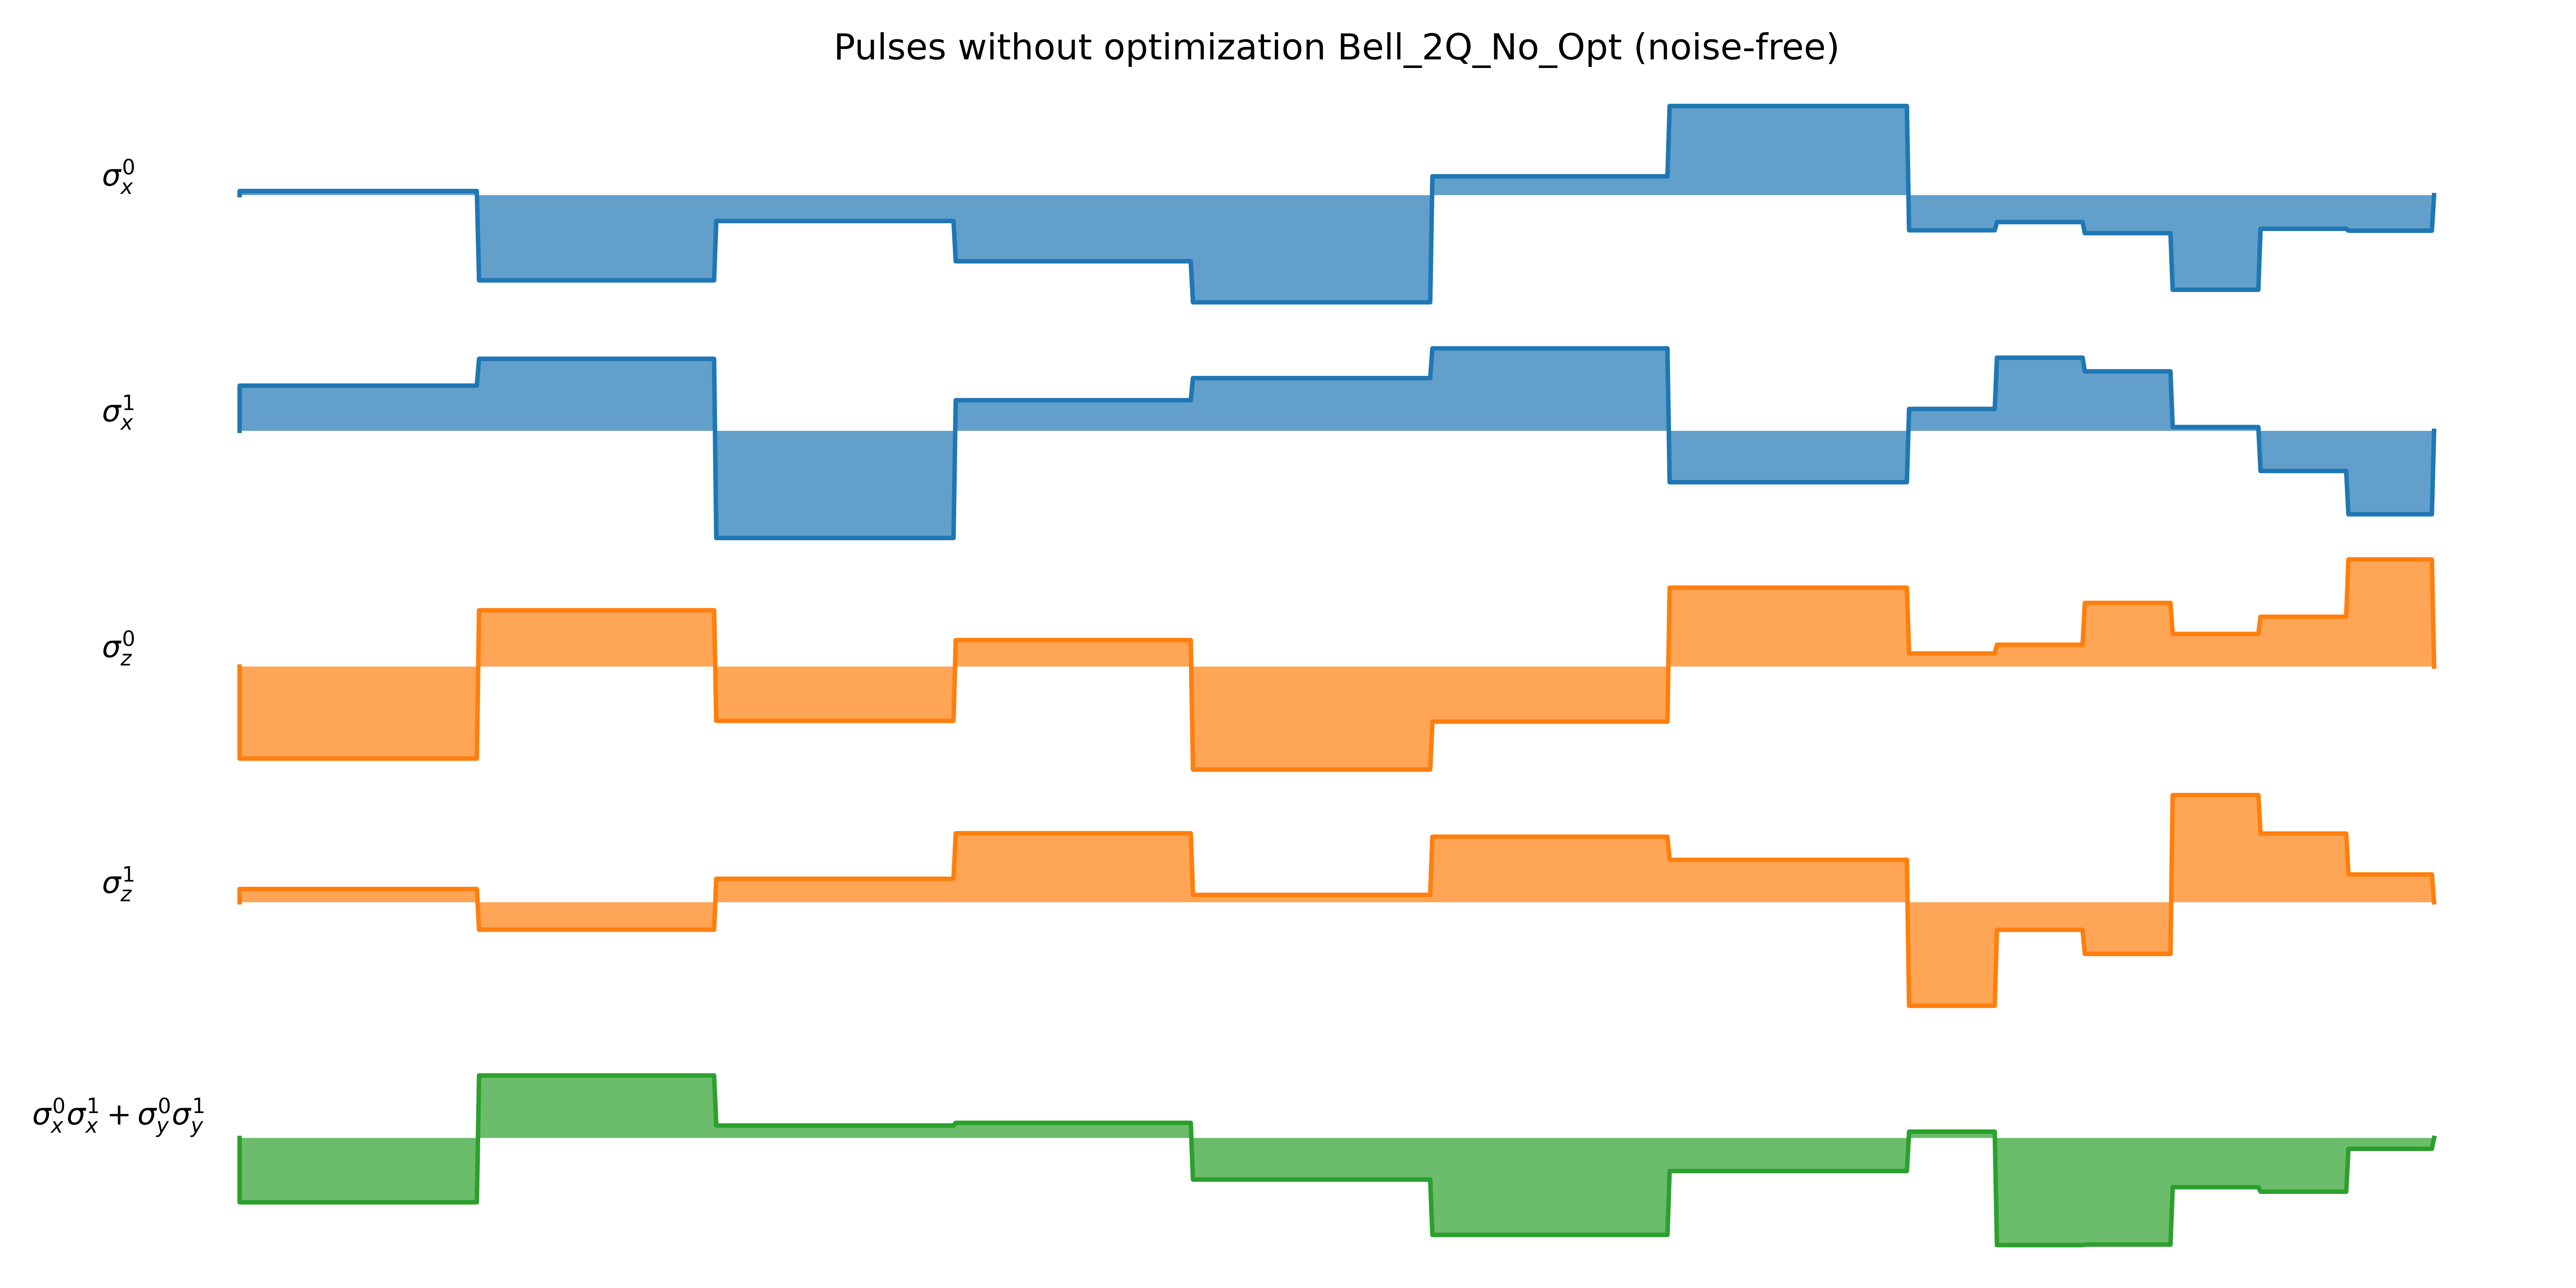 Pulses without optimization Bell_2Q_No_Opt (noise-free)
σ_x^0
σ_x^1
σ_z^0
σ_z^1
σ_x^0σ_x^1 + σ_y^0σ_y^1